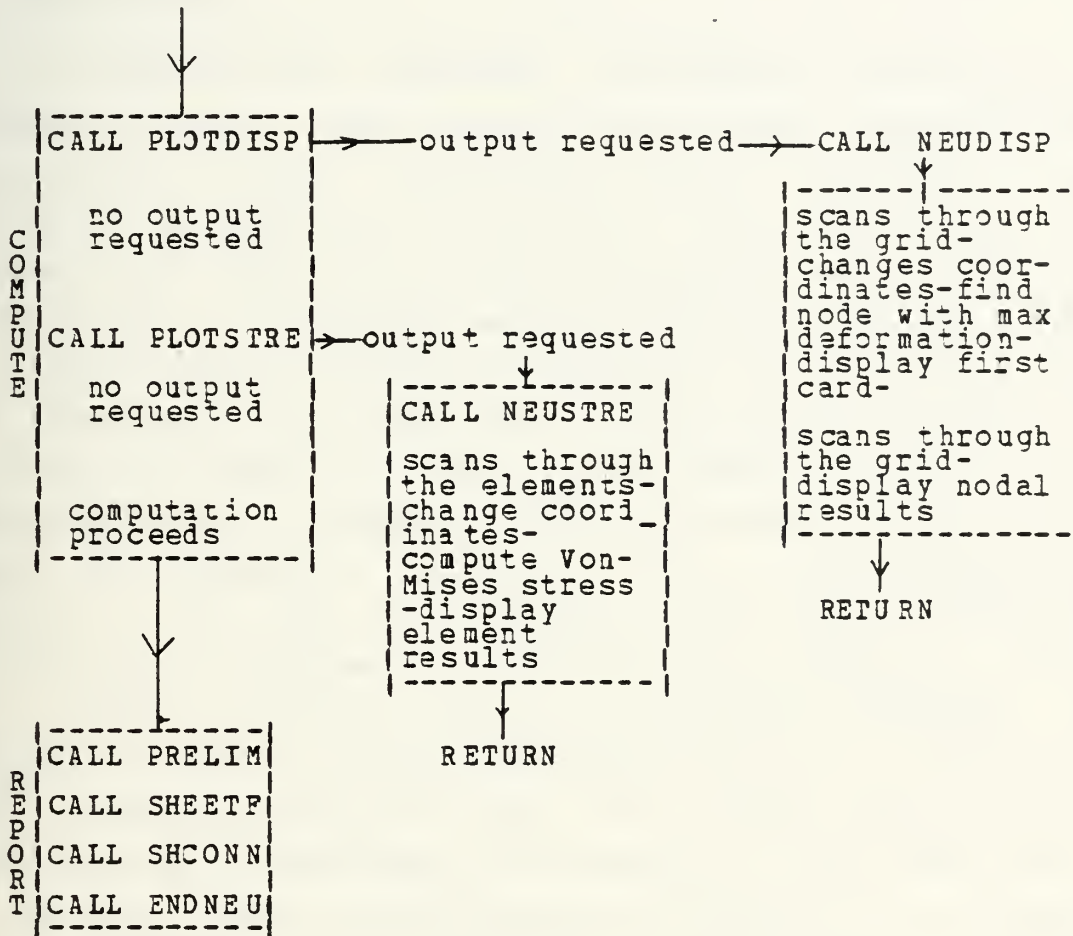 CALL PLOTDISP
output requested
CALL NEUDISP
no output
requested
scans through
the grid-
changes coor-
dinates-find
node with max
deformation-
display first
card-
scans through
the grid-
display nodal
results
RETURN
COMPUTE
CALL PLOTSTRE
output requested
no output
requested
computation
proceeds
CALL NEUSTRE
scans through
the elements-
change coord_
inates-
compute Von-
Mises stress
-display
element
results
RETURN
REPORT
CALL PRELIM
CALL SHEETF
CALL SHCONN
CALL ENDNEU